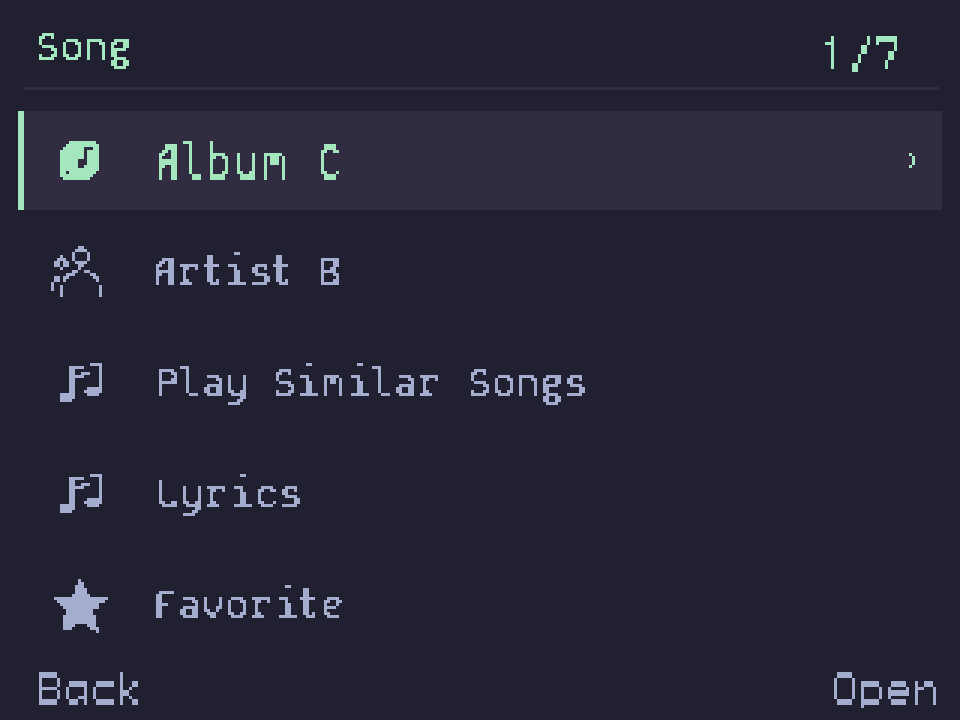 Song 1/7
Album C ›
Artist B
Play Similar Songs
Lyrics
Favorite
Back Open